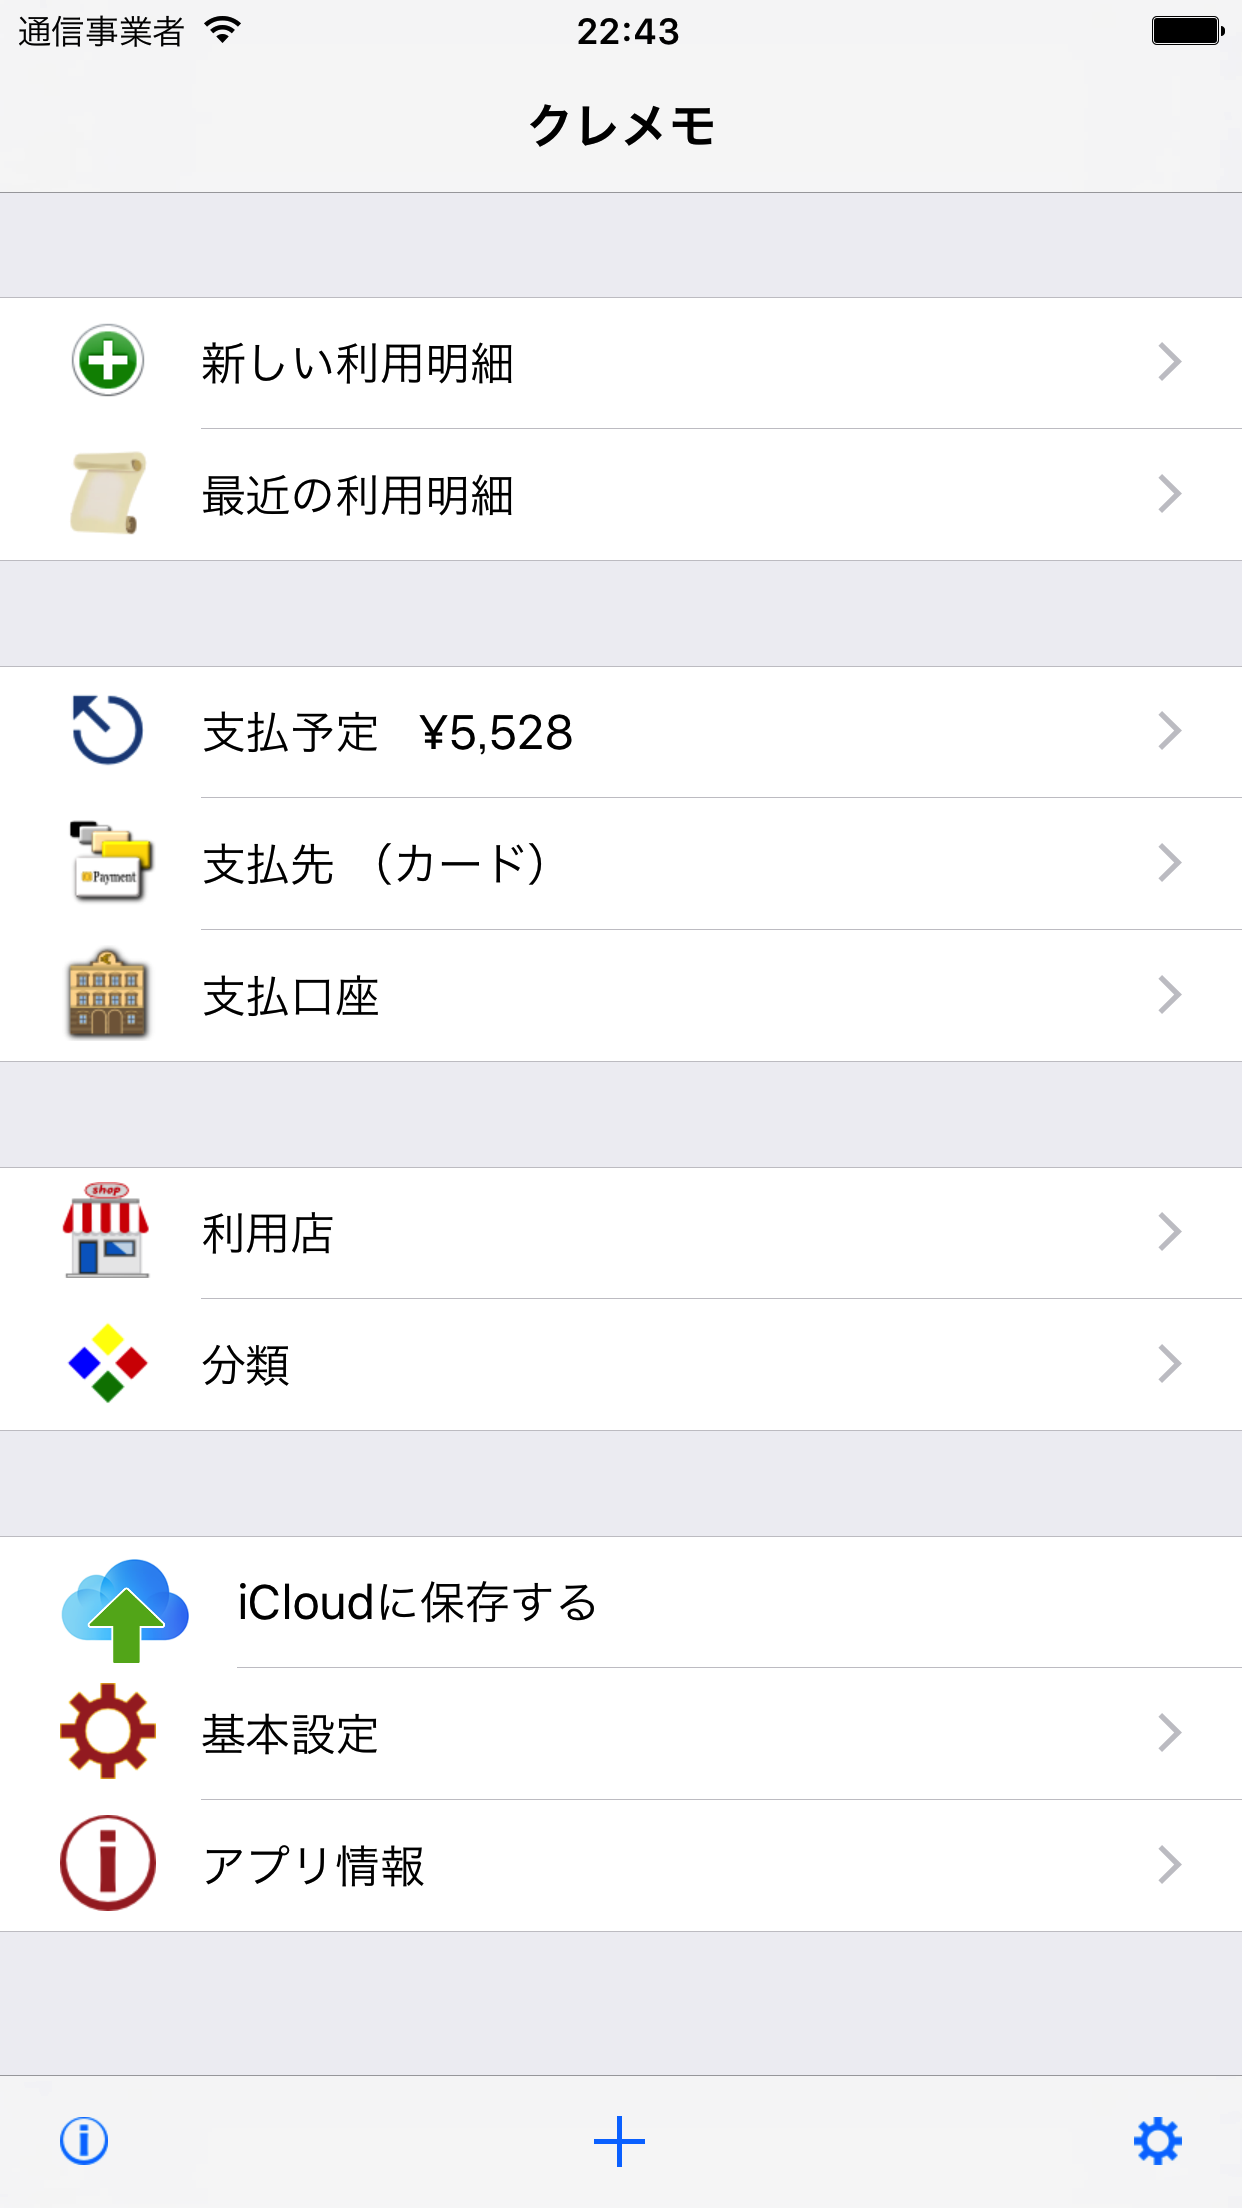 通信事業者 22:43
クレメモ
新しい利用明細
最近の利用明細
支払予定 ¥5,528
Payment
支払先 （カード）
支払口座
shop
利用店
分類
iCloudに保存する
基本設定
アプリ情報